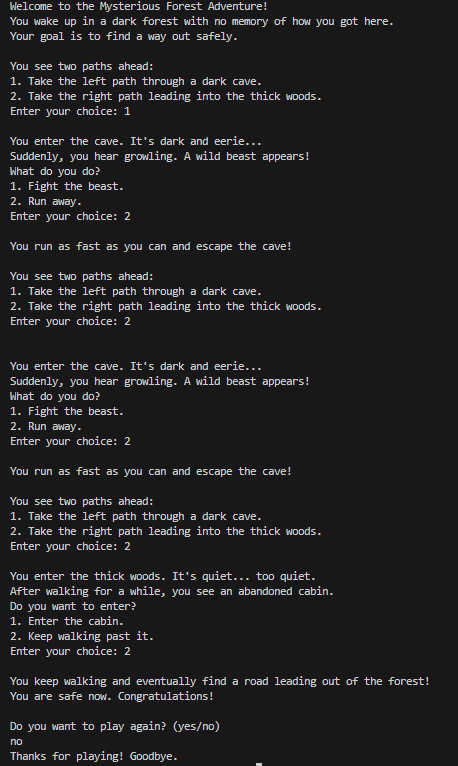 Welcome to the Mysterious Forest Adventure!
You wake up in a dark forest with no memory of how you got here.
Your goal is to find a way out safely.

You see two paths ahead:
1. Take the left path through a dark cave.
2. Take the right path leading into the thick woods.
Enter your choice: 1

You enter the cave. It's dark and eerie...
Suddenly, you hear growling. A wild beast appears!
What do you do?
1. Fight the beast.
2. Run away.
Enter your choice: 2

You run as fast as you can and escape the cave!

You see two paths ahead:
1. Take the left path through a dark cave.
2. Take the right path leading into the thick woods.
Enter your choice: 2

You enter the cave. It's dark and eerie...
Suddenly, you hear growling. A wild beast appears!
What do you do?
1. Fight the beast.
2. Run away.
Enter your choice: 2

You run as fast as you can and escape the cave!

You see two paths ahead:
1. Take the left path through a dark cave.
2. Take the right path leading into the thick woods.
Enter your choice: 2

You enter the thick woods. It's quiet... too quiet.
After walking for a while, you see an abandoned cabin.
Do you want to enter?
1. Enter the cabin.
2. Keep walking past it.
Enter your choice: 2

You keep walking and eventually find a road leading out of the forest!
You are safe now. Congratulations!

Do you want to play again? (yes/no)
no
Thanks for playing! Goodbye.